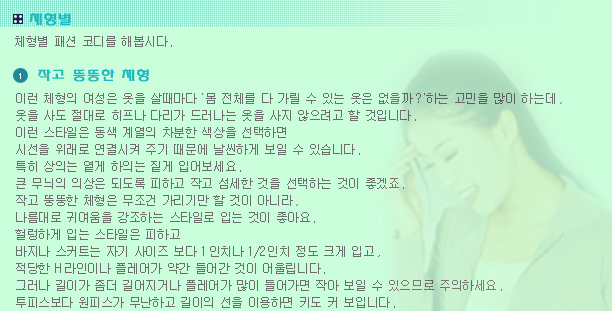 체형별
체형별 패션 코디를 해봅시다.
1 작고 뚱뚱한 체형
이런 체형의 여성은 옷을 살때마다 '몸 전체를 다 가릴 수 있는 옷은 없을까?'하는 고민을 많이 하는데,
옷을 사도 절대로 히프나 다리가 드러나는 옷을 사지 않으려고 할 것입니다.
이런 스타일은 동색 계열의 차분한 색상을 선택하면
시선을 위래로 연결시켜 주기 때문에 날씬하게 보일 수 있습니다.
특히 상의는 옅게 하의는 짙게 입어보세요.
큰 무늬의 의상은 되도록 피하고 작고 섬세한 것을 선택하는 것이 좋겠죠.
작고 뚱뚱한 체형은 무조건 가리기만 할 것이 아니라,
나름대로 귀여움을 강조하는 스타일로 입는 것이 좋아요.
헐렁하게 입는 스타일은 피하고
바지나 스커트는 자기 사이즈 보다 1인치나 1/2인치 정도 크게 입고,
적당한 H라인이나 플레어가 약간 들어간 것이 어울립니다.
그러나 길이가 좀더 길어지거나 플레어가 많이 들어가면 작아 보일 수 있으므로 주의하세요.
투피스보다 원피스가 무난하고 길이의 선을 이용하면 키도 커 보입니다.